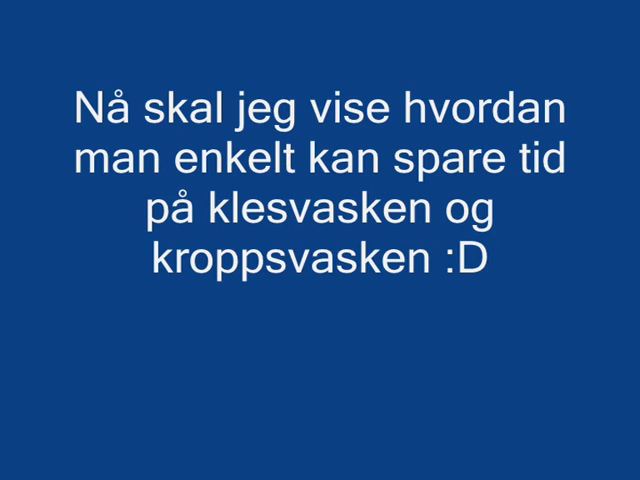 Nå skal jeg vise hvordan
man enkelt kan spare tid
på klesvasken og
kroppsvasken :D